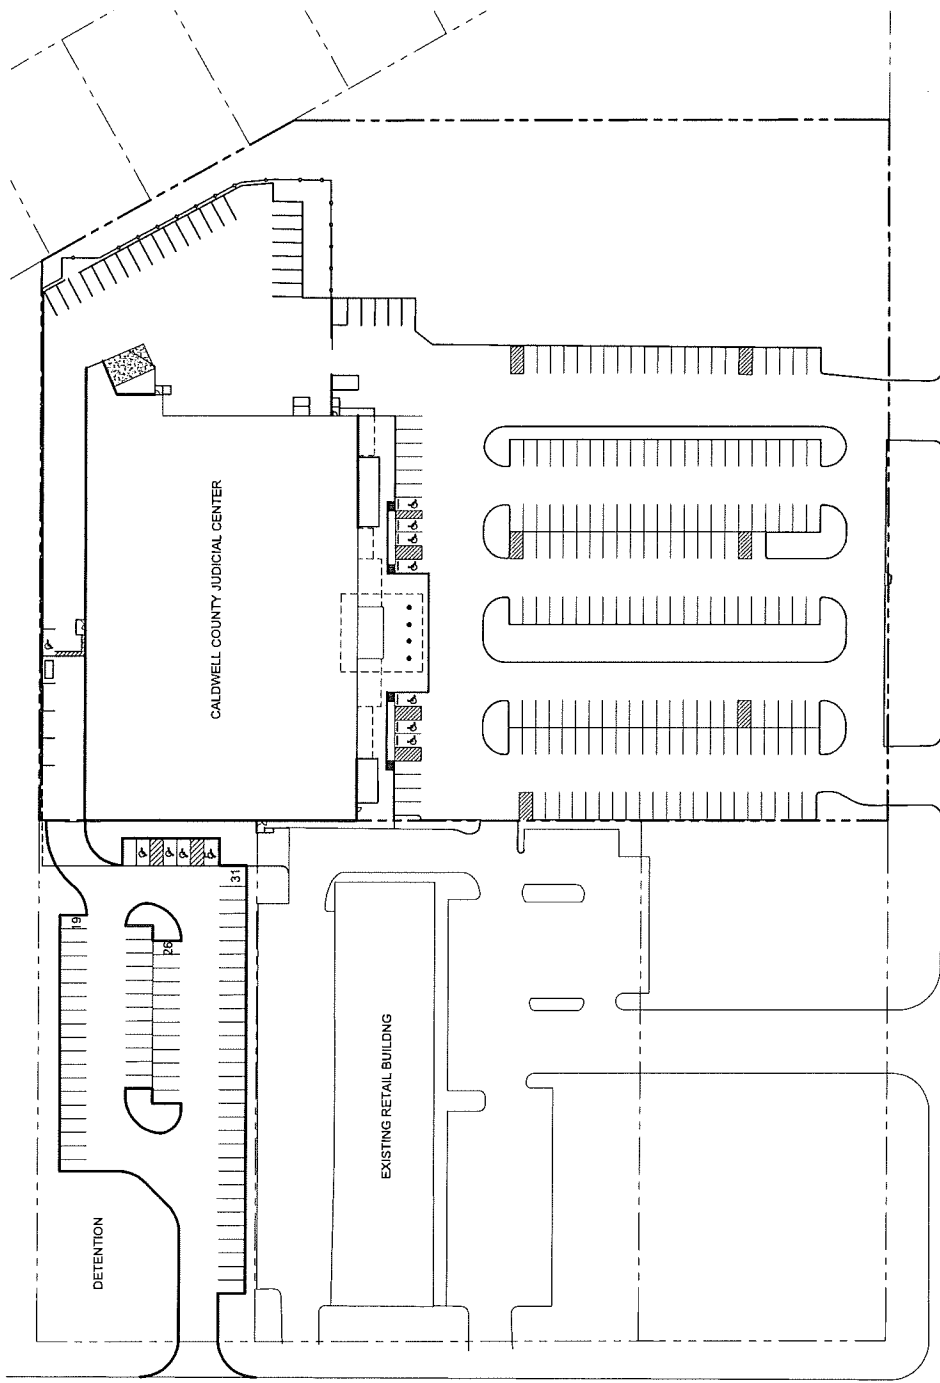 CALDWELL COUNTY JUDICIAL CENTER
19
26
31
EXISTING RETAIL BUILDNG
DETENTION